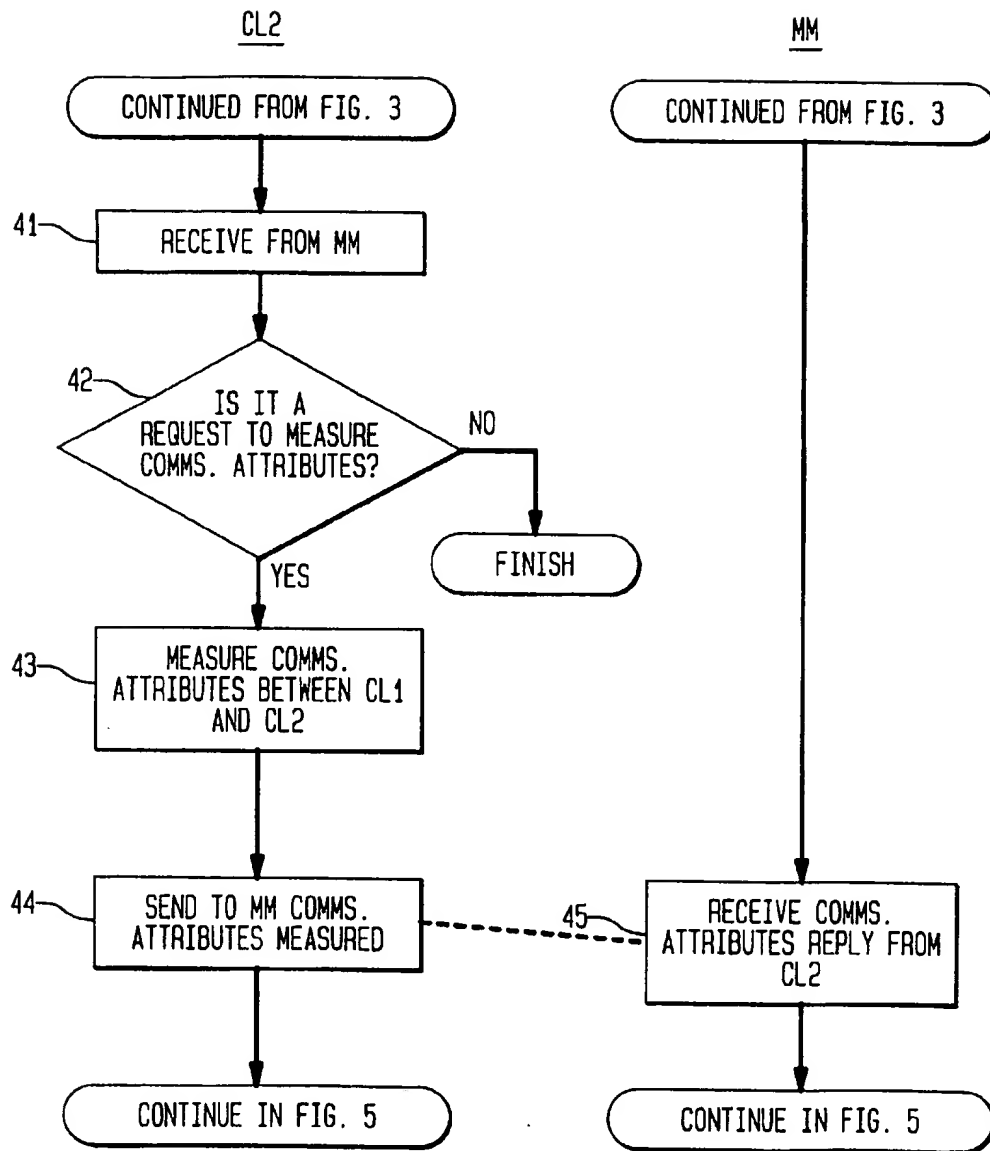 CL2
MM
CONTINUED FROM FIG. 3
CONTINUED FROM FIG. 3
41
RECEIVE FROM MM
42
IS IT A
REQUEST TO MEASURE
COMMS. ATTRIBUTES?
NO
YES
FINISH
43
MEASURE COMMS.
ATTRIBUTES BETWEEN CL1
AND CL2
44
SEND TO MM COMMS.
ATTRIBUTES MEASURED
45
RECEIVE COMMS.
ATTRIBUTES REPLY FROM
CL2
CONTINUE IN FIG. 5
CONTINUE IN FIG. 5